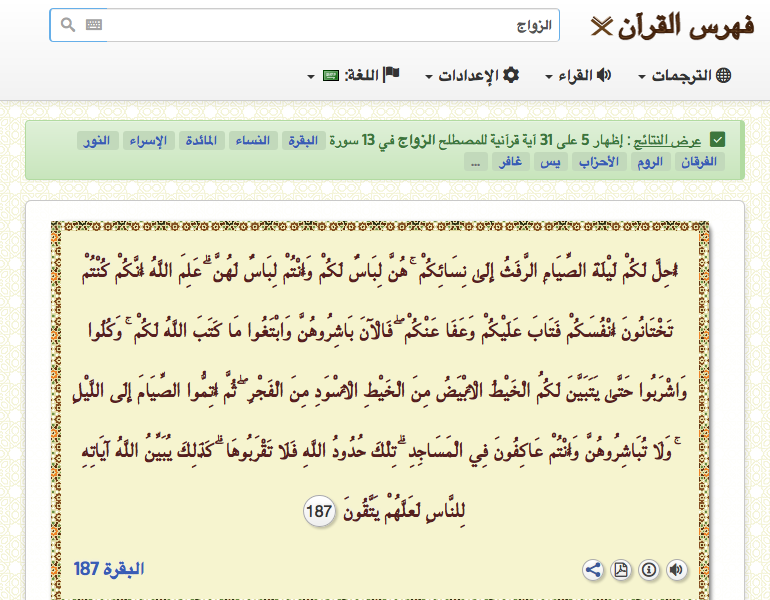 فهرس القرآن
الزواج
الترجمات القراء الإعدادات اللغة:
عرض النتائج : إظهار 5 على 31 آية قرآنية للمصطلح الزواج في 13 سورة البقرة النساء المائدة الإسراء النور
الفرقان الروم الأحزاب يس غافر ...
أُحِلَّ لَكُمْ لَيْلَةَ الصِّيَامِ الرَّفَثُ إِلَىٰ نِسَائِكُمْ ۚ هُنَّ لِبَاسٌ لَكُمْ وَأَنْتُمْ لِبَاسٌ لَهُنَّ ۗ عَلِمَ اللَّهُ أَنَّكُمْ كُنْتُمْ
تَخْتَانُونَ أَنْفُسَكُمْ فَتَابَ عَلَيْكُمْ وَعَفَا عَنْكُمْ ۖ فَالْآنَ بَاشِرُوهُنَّ وَابْتَغُوا مَا كَتَبَ اللَّهُ لَكُمْ ۚ وَكُلُوا
وَاشْرَبُوا حَتَّىٰ يَتَبَيَّنَ لَكُمُ الْخَيْطُ الْأَبْيَضُ مِنَ الْخَيْطِ الْأَسْوَدِ مِنَ الْفَجْرِ ۖ ثُمَّ أَتِمُّوا الصِّيَامَ إِلَى اللَّيْلِ
ۚ وَلَا تُبَاشِرُوهُنَّ وَأَنْتُمْ عَاكِفُونَ فِي الْمَسَاجِدِ ۗ تِلْكَ حُدُودُ اللَّهِ فَلَا تَقْرَبُوهَا ۗ كَذَٰلِكَ يُبَيِّنُ اللَّهُ آيَاتِهِ
لِلنَّاسِ لَعَلَّهُمْ يَتَّقُونَ 187
البقرة 187